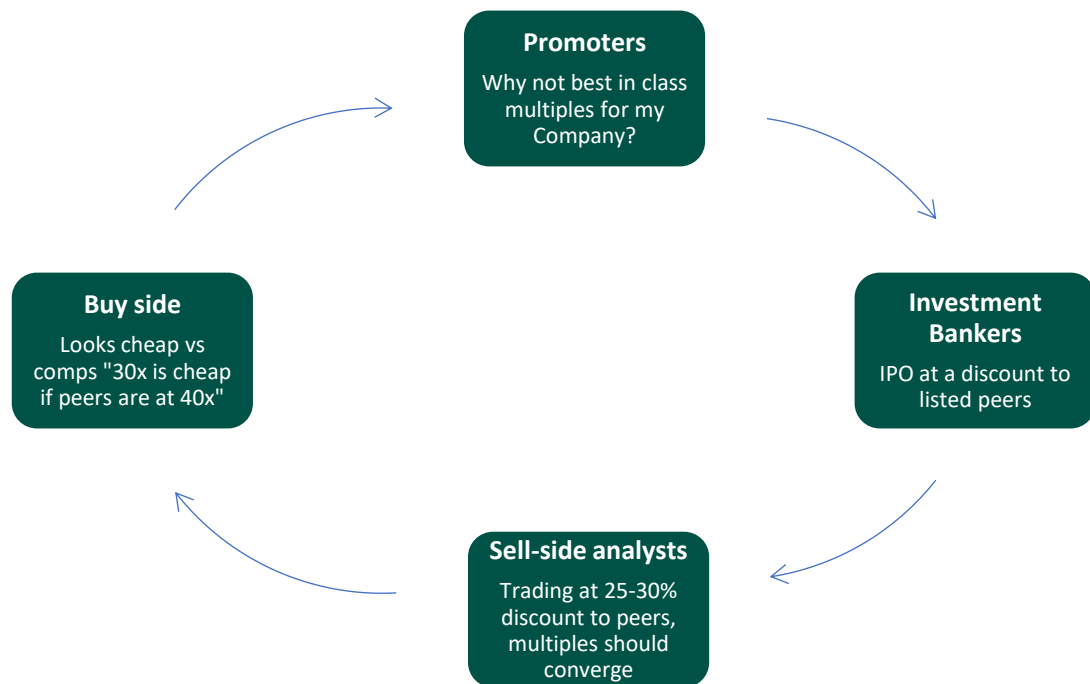 Promoters
Why not best in class
multiples for my
Company?
Buy side
Looks cheap vs
comps "30x is cheap
if peers are at 40x"
Investment
Bankers
IPO at a discount to
listed peers
Sell-side analysts
Trading at 25-30%
discount to peers,
multiples should
converge